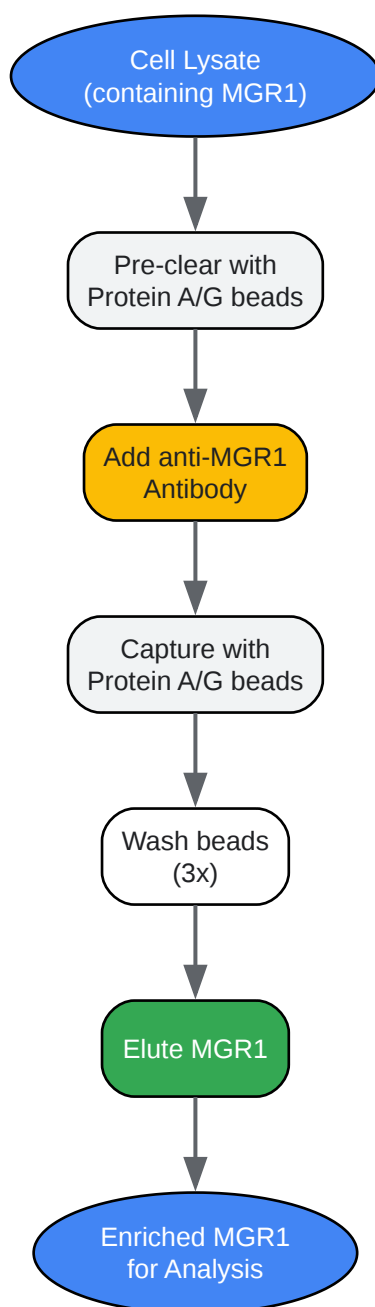 Cell Lysate
(containing MGR1)
Pre-clear with
Protein A/G beads
Add anti-MGR1
Antibody
Capture with
Protein A/G beads
Wash beads
(3x)
Elute MGR1
Enriched MGR1
for Analysis